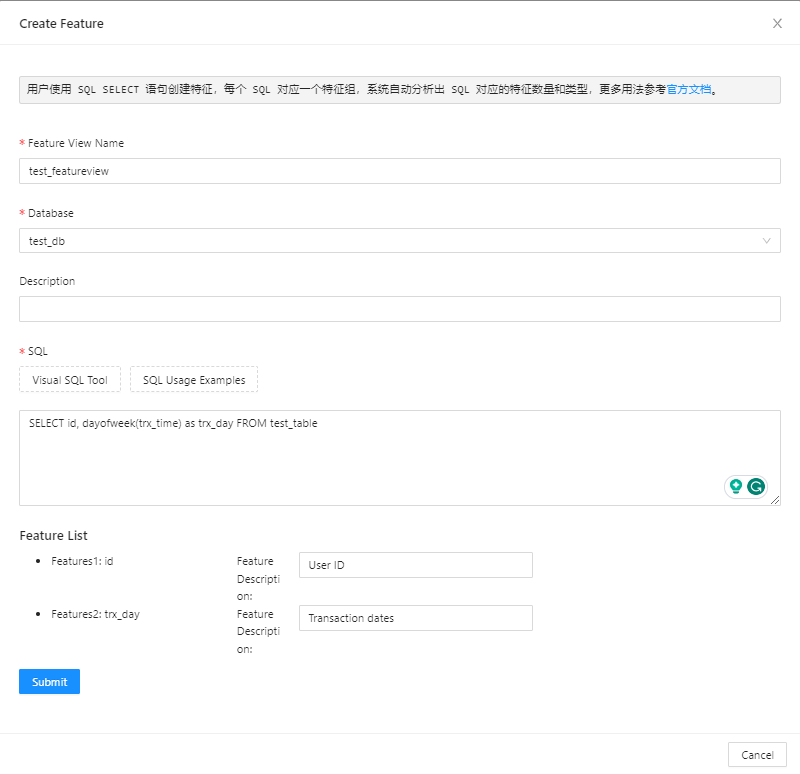 Create Feature
用户使用 SQL SELECT 语句创建特征，每个 SQL 对应一个特征组，系统自动分析出 SQL 对应的特征数量和类型，更多用法参考官方文档。
* Feature View Name
test_featureview
* Database
test_db
Description
* SQL
Visual SQL Tool SQL Usage Examples
SELECT id, dayofweek(trx_time) as trx_day FROM test_table
Feature List
Features1: id
Feature
Descripti
on:
User ID
Features2: trx_day
Feature
Descripti
on:
Transaction dates
Submit
Cancel